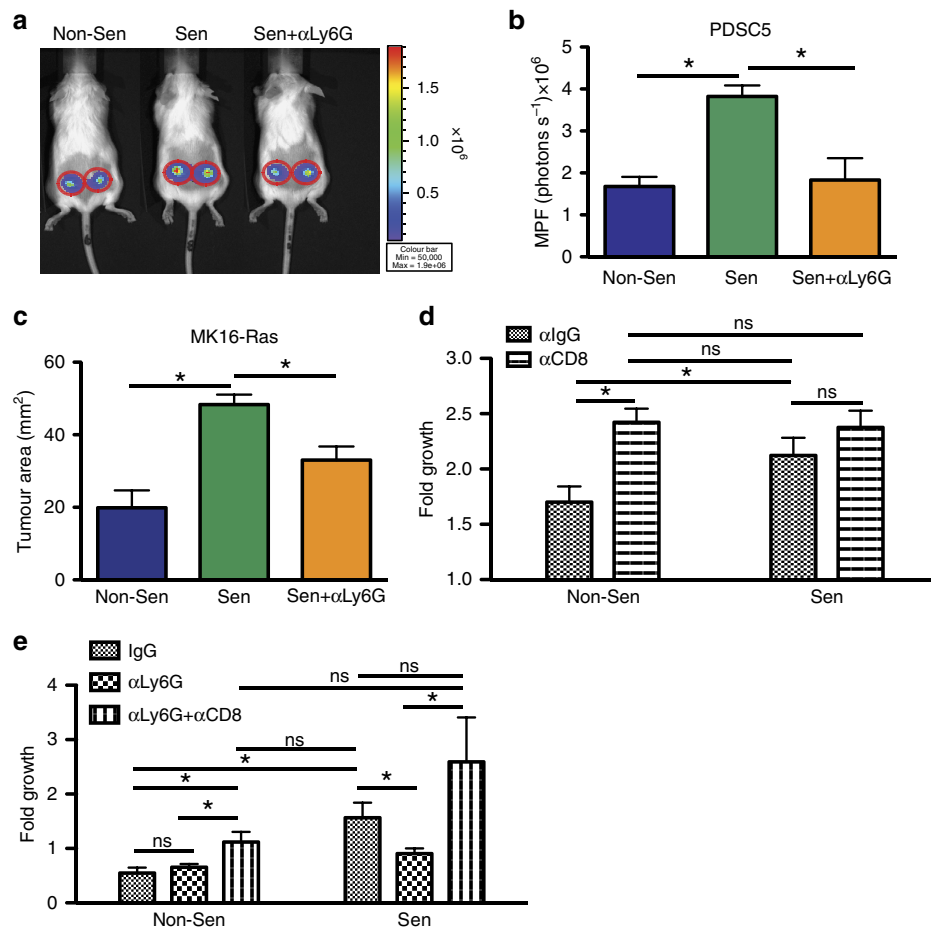 a
Non-Sen Sen Sen+αLy6G
1.5
1.0
0.5
×10⁶
Colour bar
Min = 50,000
Max = 1.9e+06
b
PDSC5
MPF (photons s⁻¹)×10⁶
5
4
3
2
1
0
* *
Non-Sen Sen Sen+αLy6G
c
MK16-Ras
Tumour area (mm²)
60
40
20
0
* *
Non-Sen Sen Sen+αLy6G
d
αIgG
αCD8
Fold growth
3.0
2.5
2.0
1.5
1.0
ns
ns
*
* ns
Non-Sen Sen
e
IgG
αLy6G
αLy6G+αCD8
Fold growth
4
3
2
1
0
ns
ns
*
ns
*
* *
*
ns
Non-Sen Sen